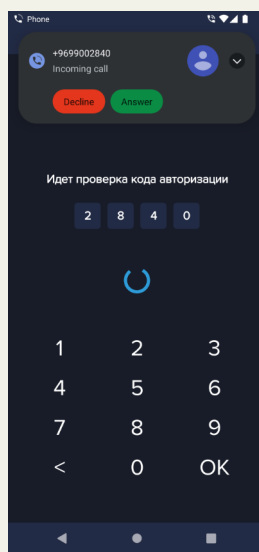 Phone
+9699002840
Incoming call
Decline Answer
Идет проверка кода авторизации
2 8 4 0
1 2 3
4 5 6
7 8 9
< 0 OK